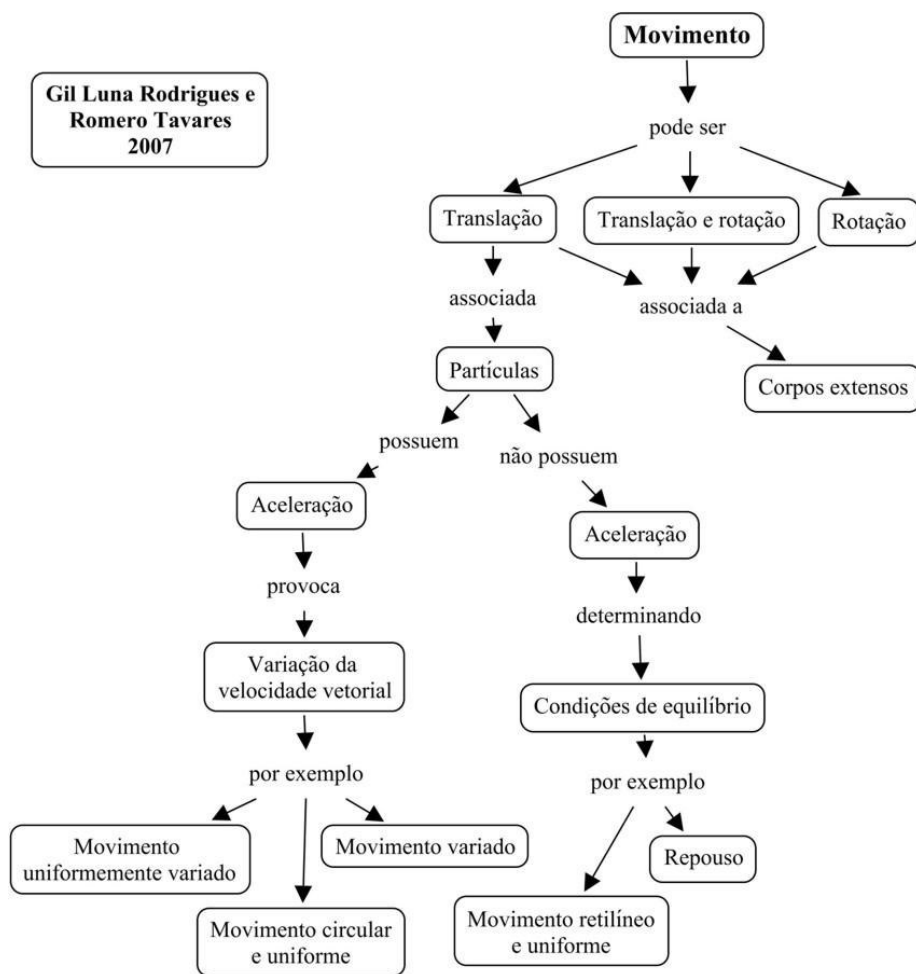 Movimento
Gil Luna Rodrigues e
Romero Tavares
2007
pode ser
Translação
Translação e rotação
Rotação
associada
associada a
Partículas
Corpos extensos
possuem
não possuem
Aceleração
Aceleração
provoca
determinando
Variação da
velocidade vetorial
Condições de equilíbrio
por exemplo
por exemplo
Movimento
uniformemente variado
Movimento variado
Repouso
Movimento circular
e uniforme
Movimento retilíneo
e uniforme